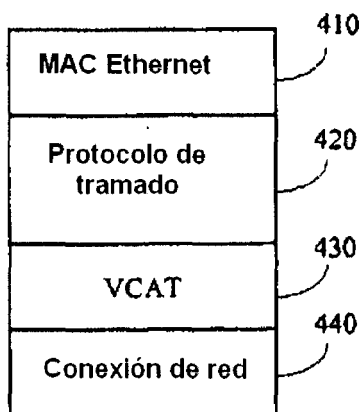 410
MAC Ethernet
420
Protocolo de
tramado
430
VCAT
440
Conexión de red